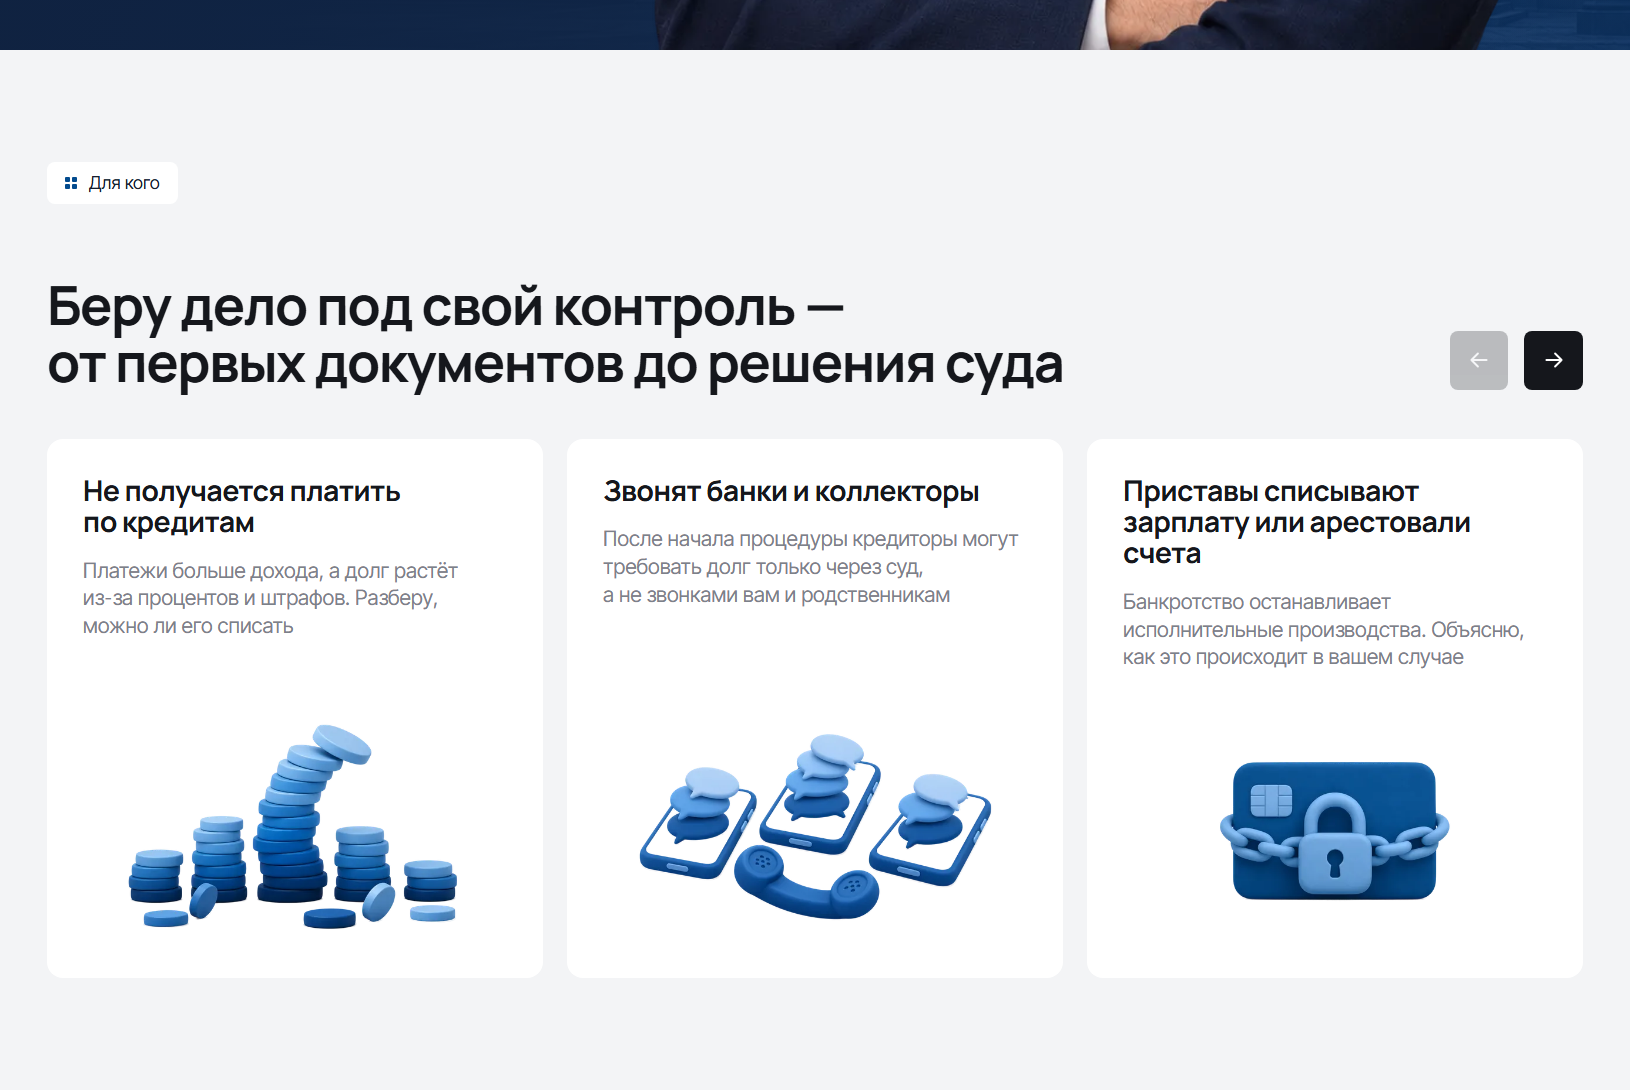 Для кого
Беру дело под свой контроль —
от первых документов до решения суда
Не получается платить
по кредитам
Платежи больше дохода, а долг растёт
из-за процентов и штрафов. Разберу,
можно ли его списать
Звонят банки и коллекторы
После начала процедуры кредиторы могут
требовать долг только через суд,
а не звонками вам и родственникам
Приставы списывают
зарплату или арестовали
счета
Банкротство останавливает
исполнительные производства. Объясню,
как это происходит в вашем случае